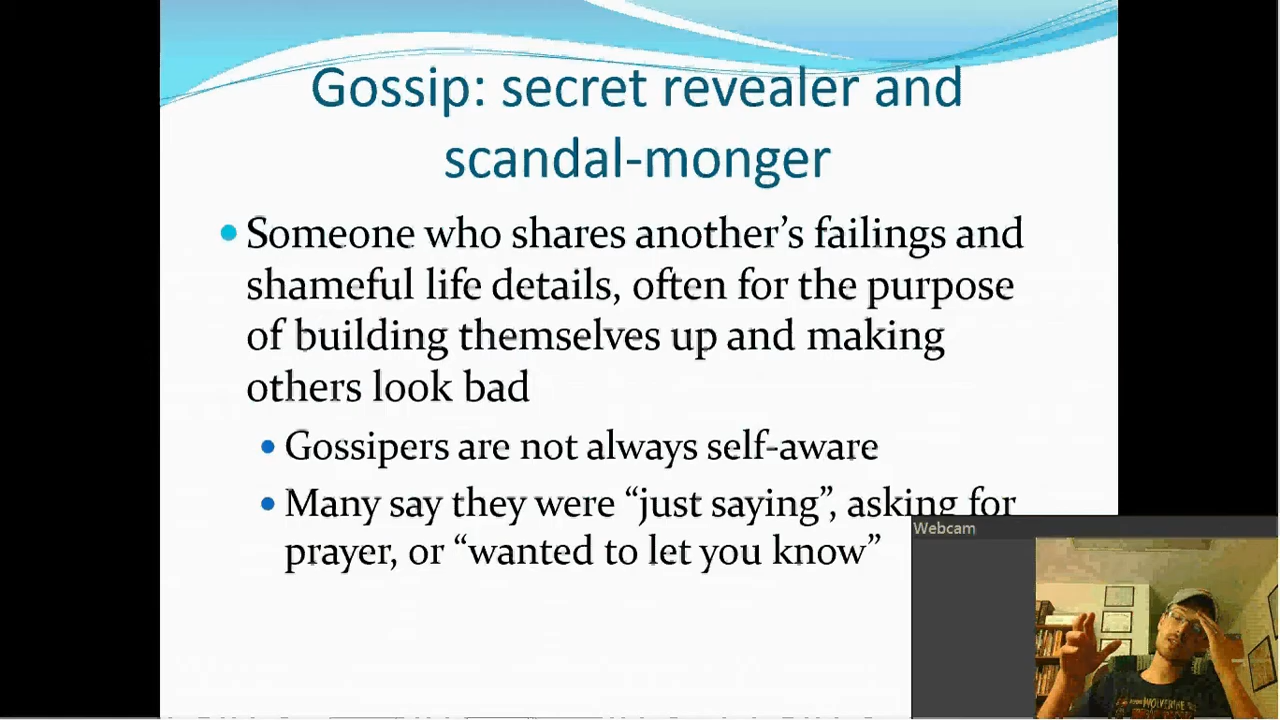 Gossip: secret revealer and
scandal-monger
Someone who shares another’s failings and
shameful life details, often for the purpose
of building themselves up and making
others look bad
Gossipers are not always self-aware
Many say they were “just saying”, asking for
prayer, or “wanted to let you know”
Webcam
WOLVERINE